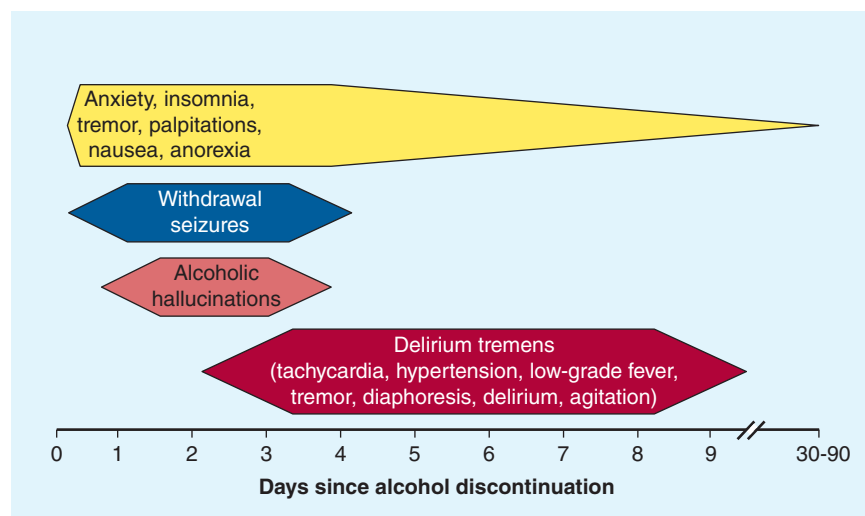 Anxiety, insomnia,
tremor, palpitations,
nausea, anorexia
Withdrawal
seizures
Alcoholic
hallucinations
Delirium tremens
(tachycardia, hypertension, low-grade fever,
tremor, diaphoresis, delirium, agitation)
0 1 2 3 4 5 6 7 8 9 30-90
Days since alcohol discontinuation